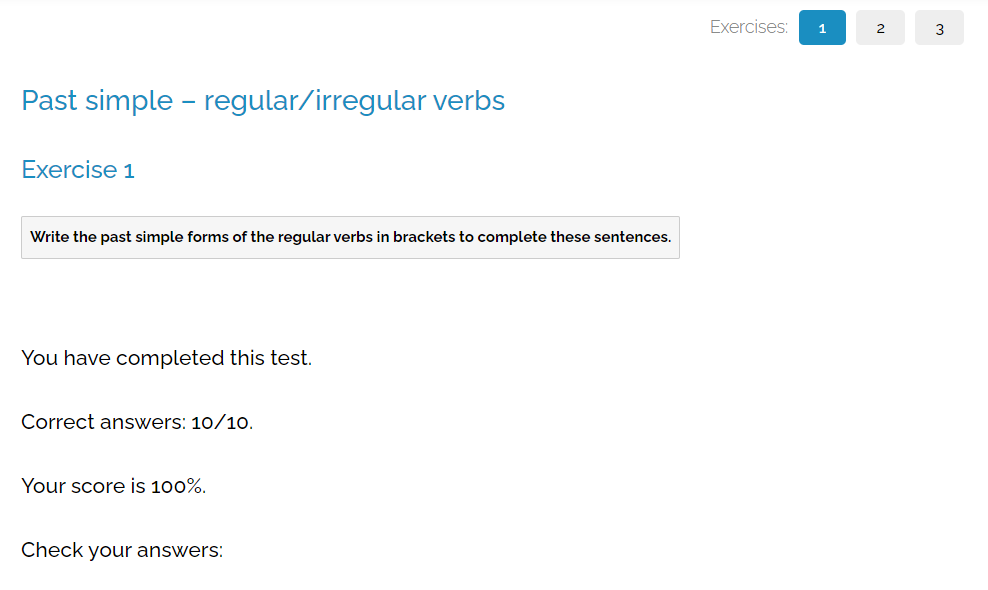 Exercises: 1 2 3
Past simple – regular/irregular verbs
Exercise 1
Write the past simple forms of the regular verbs in brackets to complete these sentences.
You have completed this test.
Correct answers: 10/10.
Your score is 100%.
Check your answers: